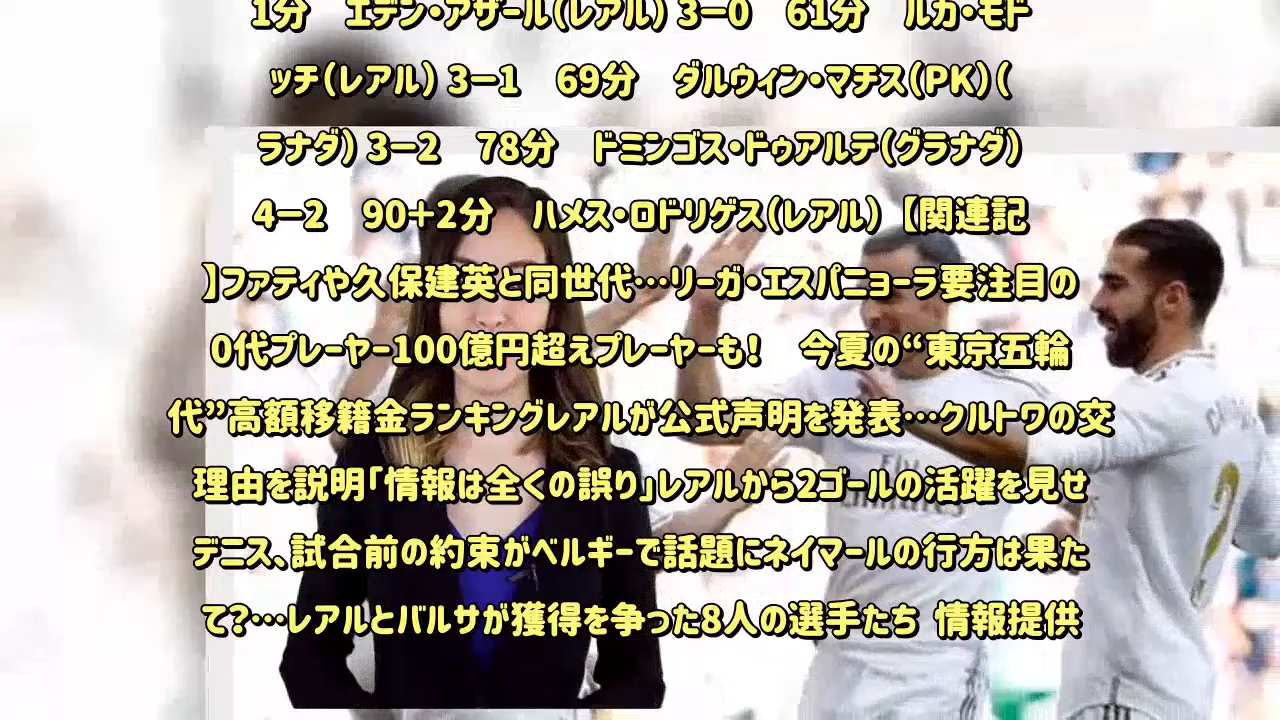 1分　エデン・アザール（レアル） 3－0　61分　ルカ・モド
ッチ（レアル） 3－1　69分　ダルウィン・マチス（PK）（
ラナダ） 3－2　78分　ドミンゴス・ドゥアルテ（グラナダ）
4－2　90＋2分　ハメス・ロドリゲス（レアル）【関連記
】ファティや久保建英と同世代…リーガ・エスパニョーラ要注目の
0代プレーヤー100億円超えプレーヤーも！　今夏の“東京五輪
代”高額移籍金ランキングレアルが公式声明を発表…クルトワの交
理由を説明「情報は全くの誤り」レアルから2ゴールの活躍を見せ
デニス、試合前の約束がベルギーで話題にネイマールの行方は果た
て？…レアルとバルサが獲得を争った8人の選手たち 情報提供
Emirates
2